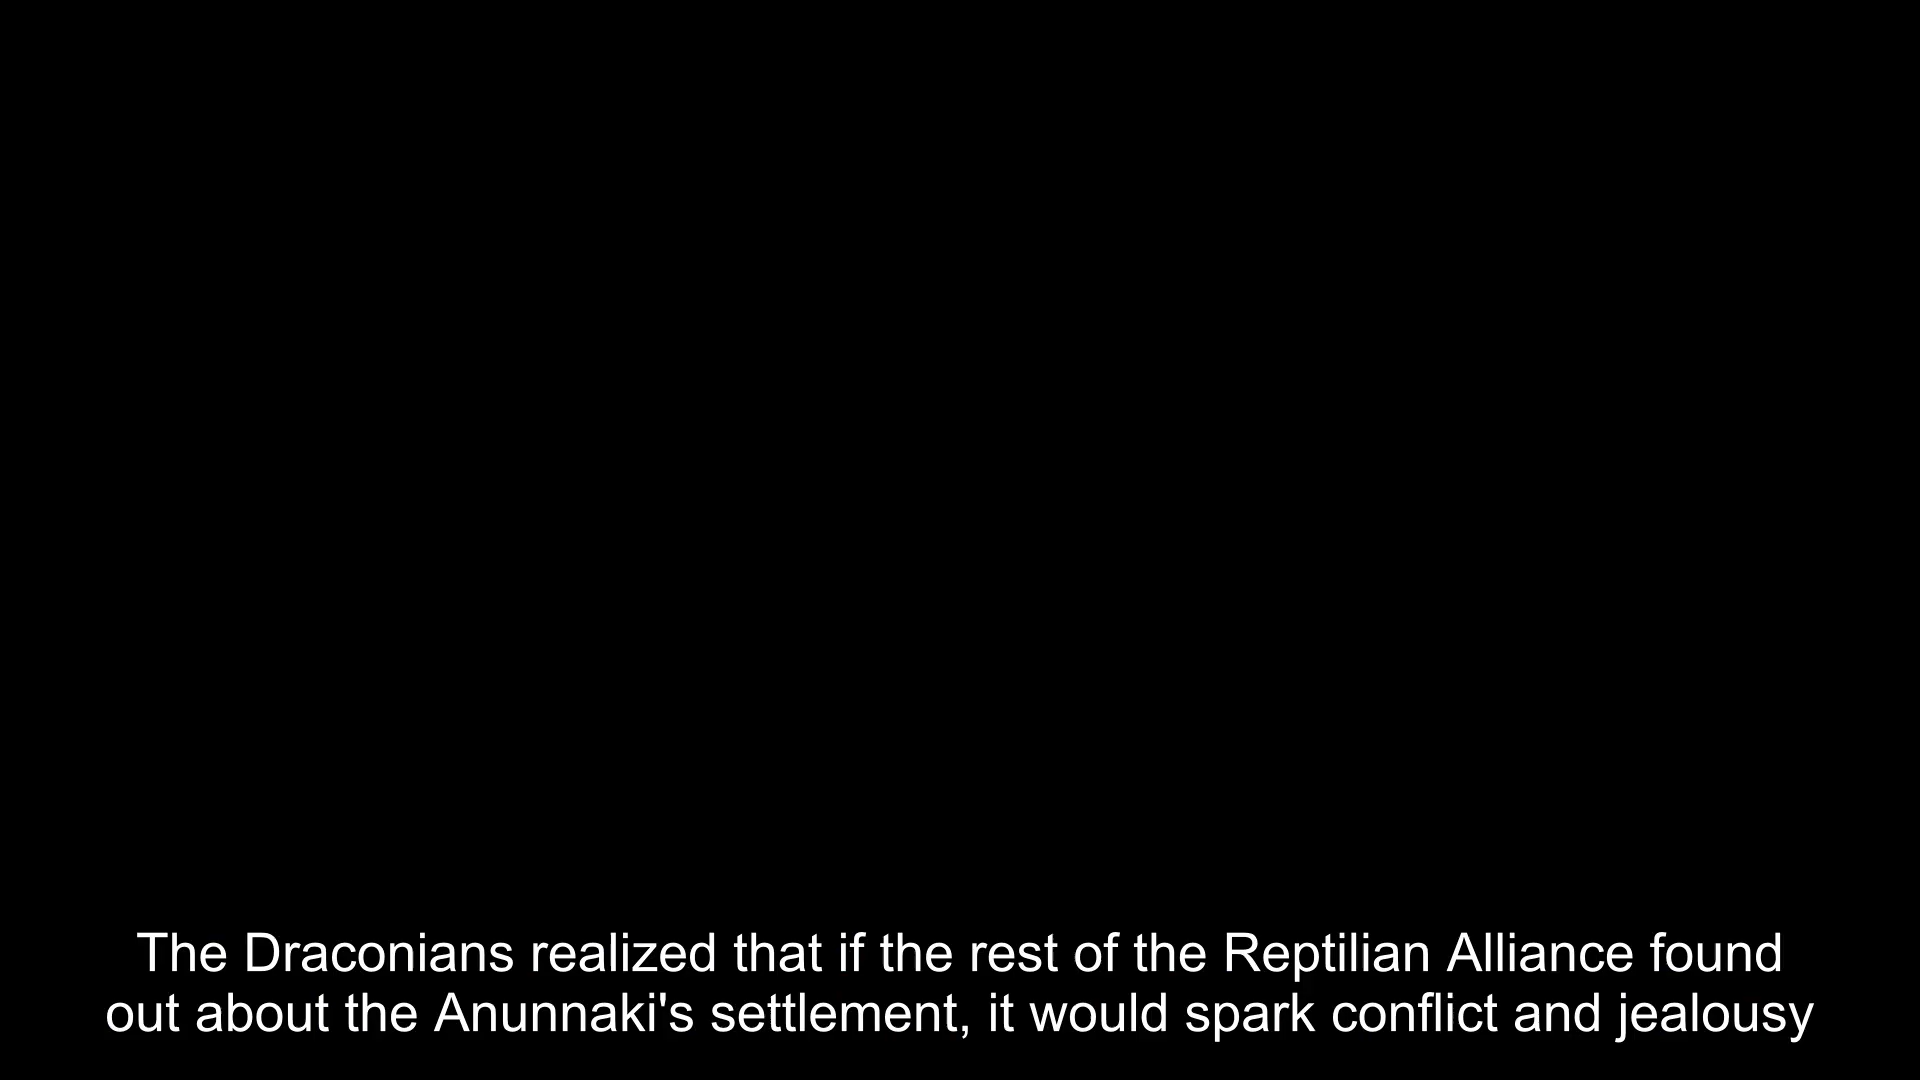 The Draconians realized that if the rest of the Reptilian Alliance found
out about the Anunnaki's settlement, it would spark conflict and jealousy